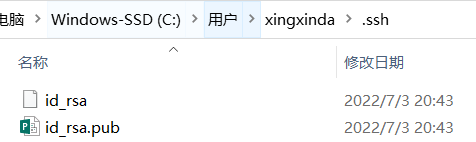 电脑 > Windows-SSD (C:) > 用户 > xingxinda > .ssh
名称 修改日期
id_rsa 2022/7/3 20:43
id_rsa.pub 2022/7/3 20:43